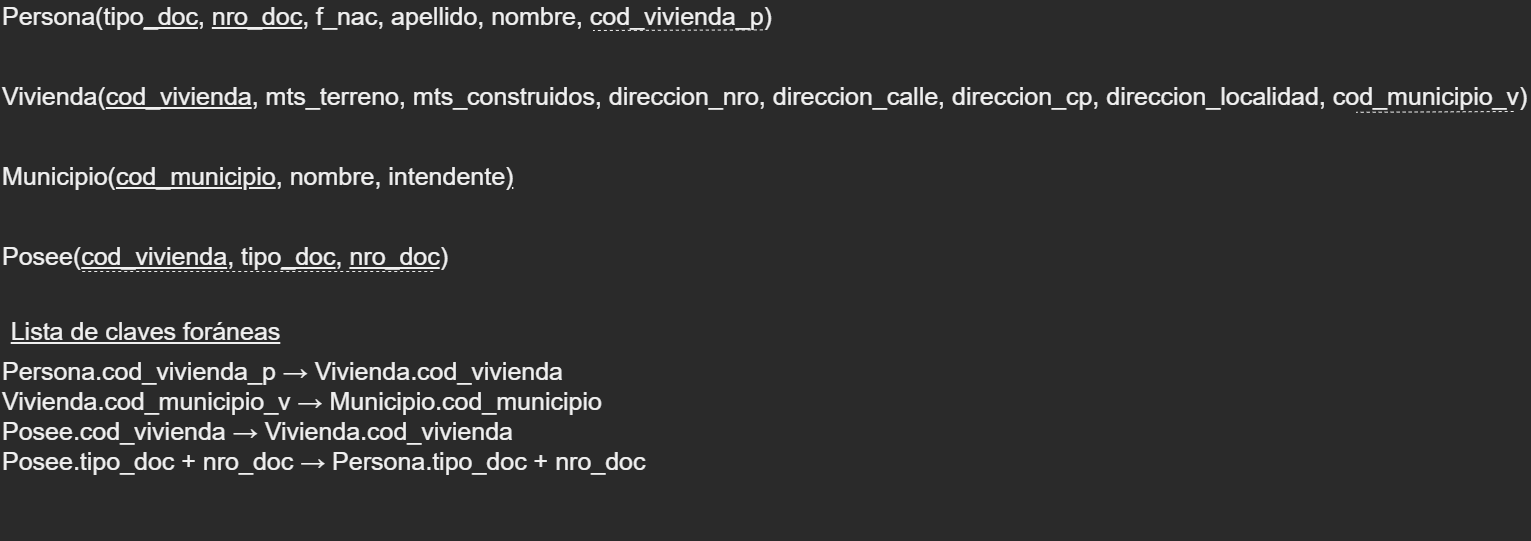 Persona(tipo_doc, nro_doc, f_nac, apellido, nombre, cod_vivienda_p)
Vivienda(cod_vivienda, mts_terreno, mts_construidos, direccion_nro, direccion_calle, direccion_cp, direccion_localidad, cod_municipio_v)
Municipio(cod_municipio, nombre, intendente)
Posee(cod_vivienda, tipo_doc, nro_doc)
Lista de claves foráneas
Persona.cod_vivienda_p → Vivienda.cod_vivienda
Vivienda.cod_municipio_v → Municipio.cod_municipio
Posee.cod_vivienda → Vivienda.cod_vivienda
Posee.tipo_doc + nro_doc → Persona.tipo_doc + nro_doc